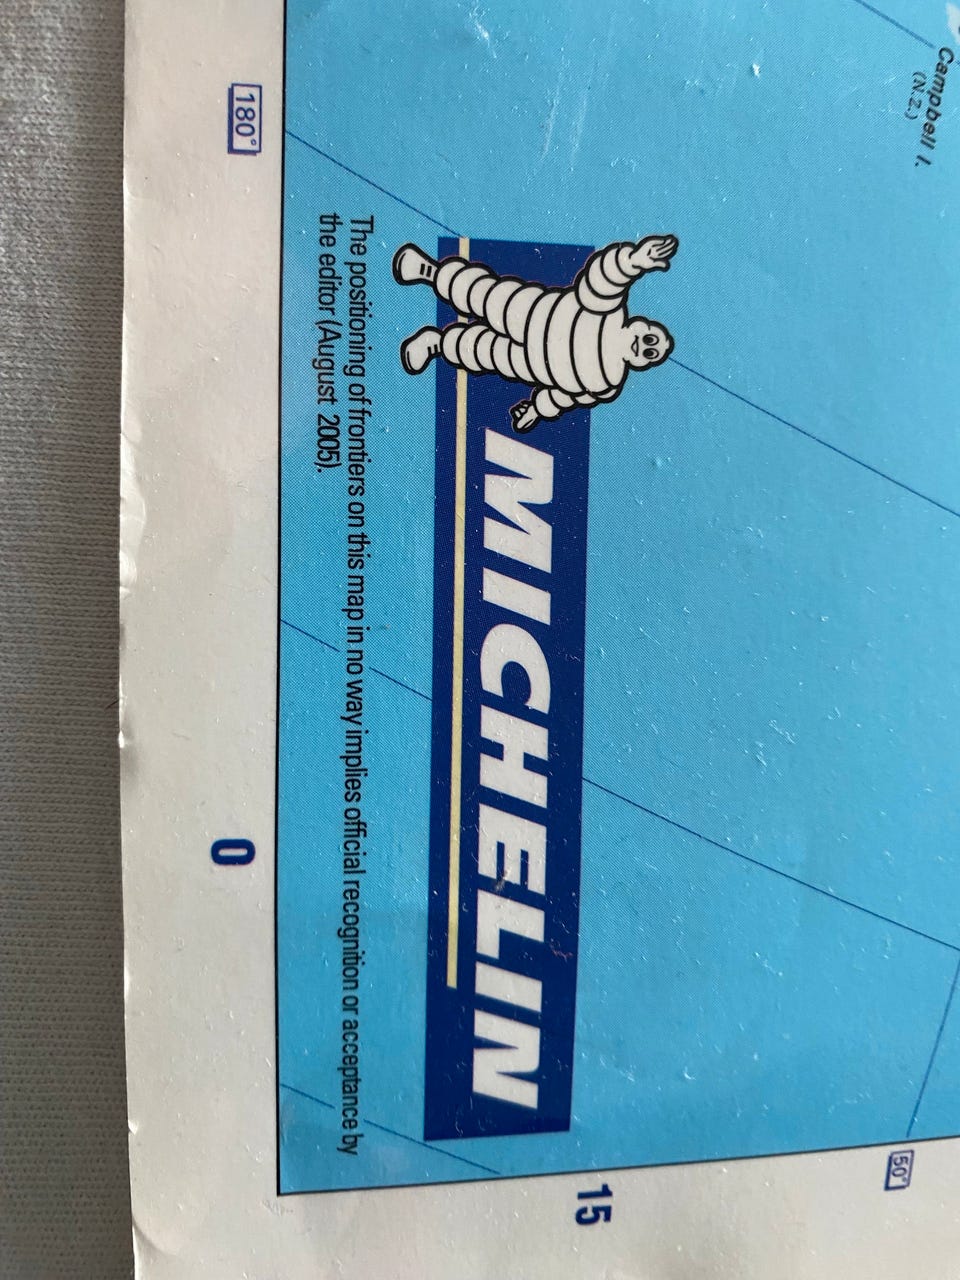 Campbell I.
(N.Z.)
MICHELIN
50°
15
The positioning of frontiers on this map in no way implies official recognition or acceptance by
the editor (August 2005).
180°
0